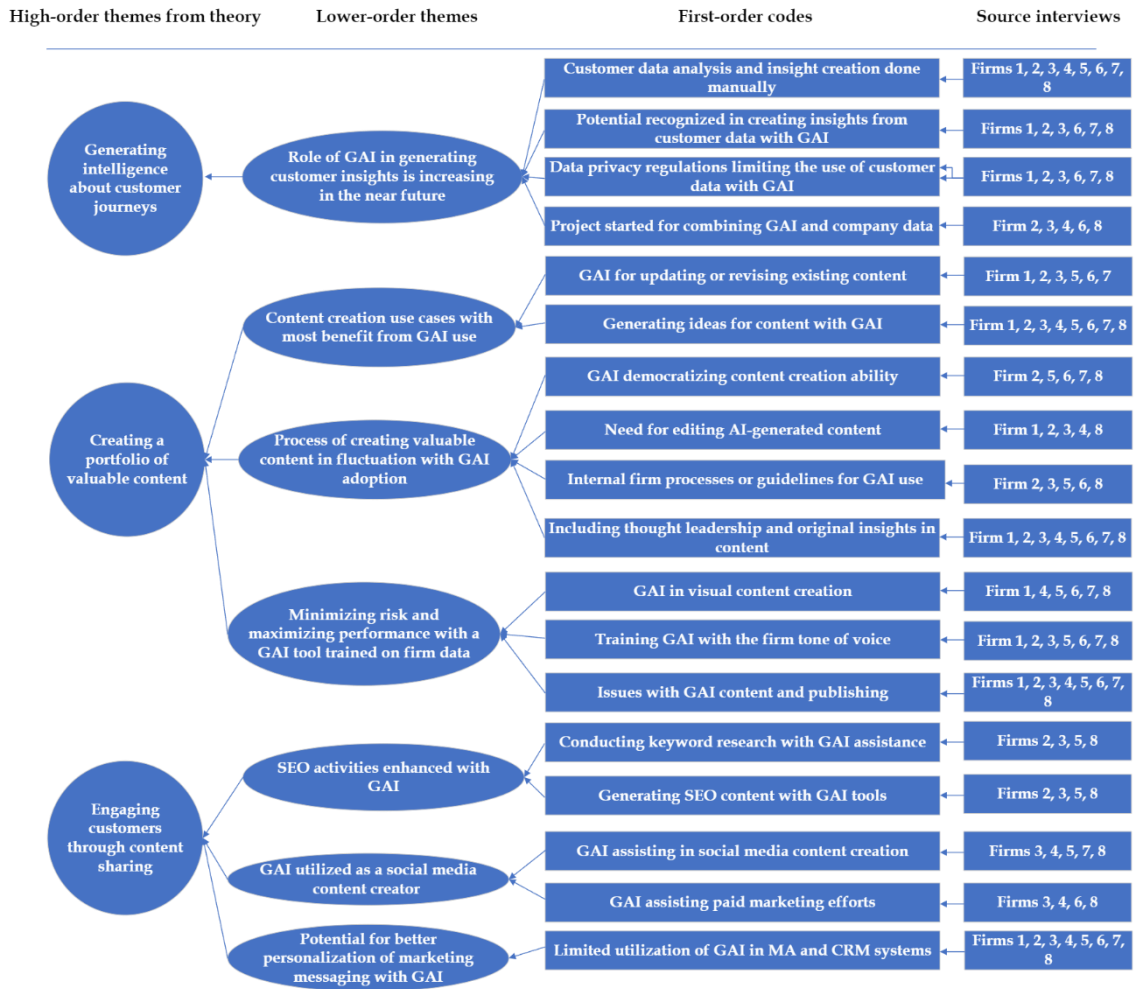 High-order themes from theory
Lower-order themes
First-order codes
Source interviews
Generating
intelligence
about customer
journeys
Role of GAI in generating
customer insights is increasing
in the near future
Customer data analysis and insight creation done
manually
Firms 1, 2, 3, 4, 5, 6, 7,
8
Potential recognized in creating insights from
customer data with GAI
Firms 1, 2, 3, 6, 7, 8
Data privacy regulations limiting the use of customer
data with GAI
Firms 1, 2, 3, 6, 7, 8
Project started for combining GAI and company data
Firm 2, 3, 4, 6, 8
Creating a
portfolio of
valuable content
Content creation use cases with
most benefit from GAI use
GAI for updating or revising existing content
Firm 1, 2, 3, 5, 6, 7
Generating ideas for content with GAI
Firm 1, 2, 3, 4, 5, 6, 7, 8
Process of creating valuable
content in fluctuation with GAI
adoption
GAI democratizing content creation ability
Firm 2, 5, 6, 7, 8
Need for editing AI-generated content
Firm 1, 2, 3, 4, 8
Internal firm processes or guidelines for GAI use
Firm 2, 3, 5, 6, 8
Including thought leadership and original insights in
content
Firm 1, 2, 3, 4, 5, 6, 7, 8
Minimizing risk and
maximizing performance with a
GAI tool trained on firm data
GAI in visual content creation
Firm 1, 4, 5, 6, 7, 8
Training GAI with the firm tone of voice
Firm 1, 2, 3, 5, 6, 7, 8
Issues with GAI content and publishing
Firms 1, 2, 3, 4, 5, 6, 7,
8
Engaging
customers
through content
sharing
SEO activities enhanced with
GAI
Conducting keyword research with GAI assistance
Firms 2, 3, 5, 8
Generating SEO content with GAI tools
Firms 2, 3, 5, 8
GAI utilized as a social media
content creator
GAI assisting in social media content creation
Firms 3, 4, 5, 7, 8
GAI assisting paid marketing efforts
Firms 3, 4, 6, 8
Potential for better
personalization of marketing
messaging with GAI
Limited utilization of GAI in MA and CRM systems
Firms 1, 2, 3, 4, 5, 6, 7,
8